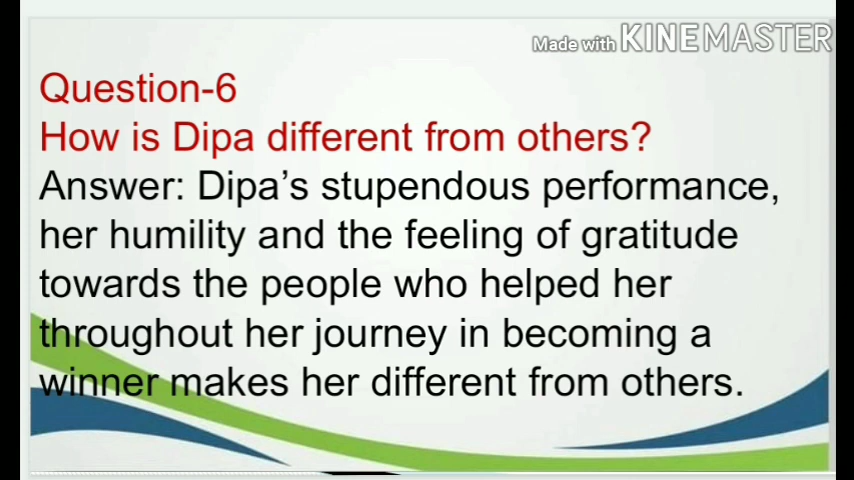 Made with KINEMASTER
Question-6
How is Dipa different from others?
Answer: Dipa’s stupendous performance,
her humility and the feeling of gratitude
towards the people who helped her
throughout her journey in becoming a
winner makes her different from others.